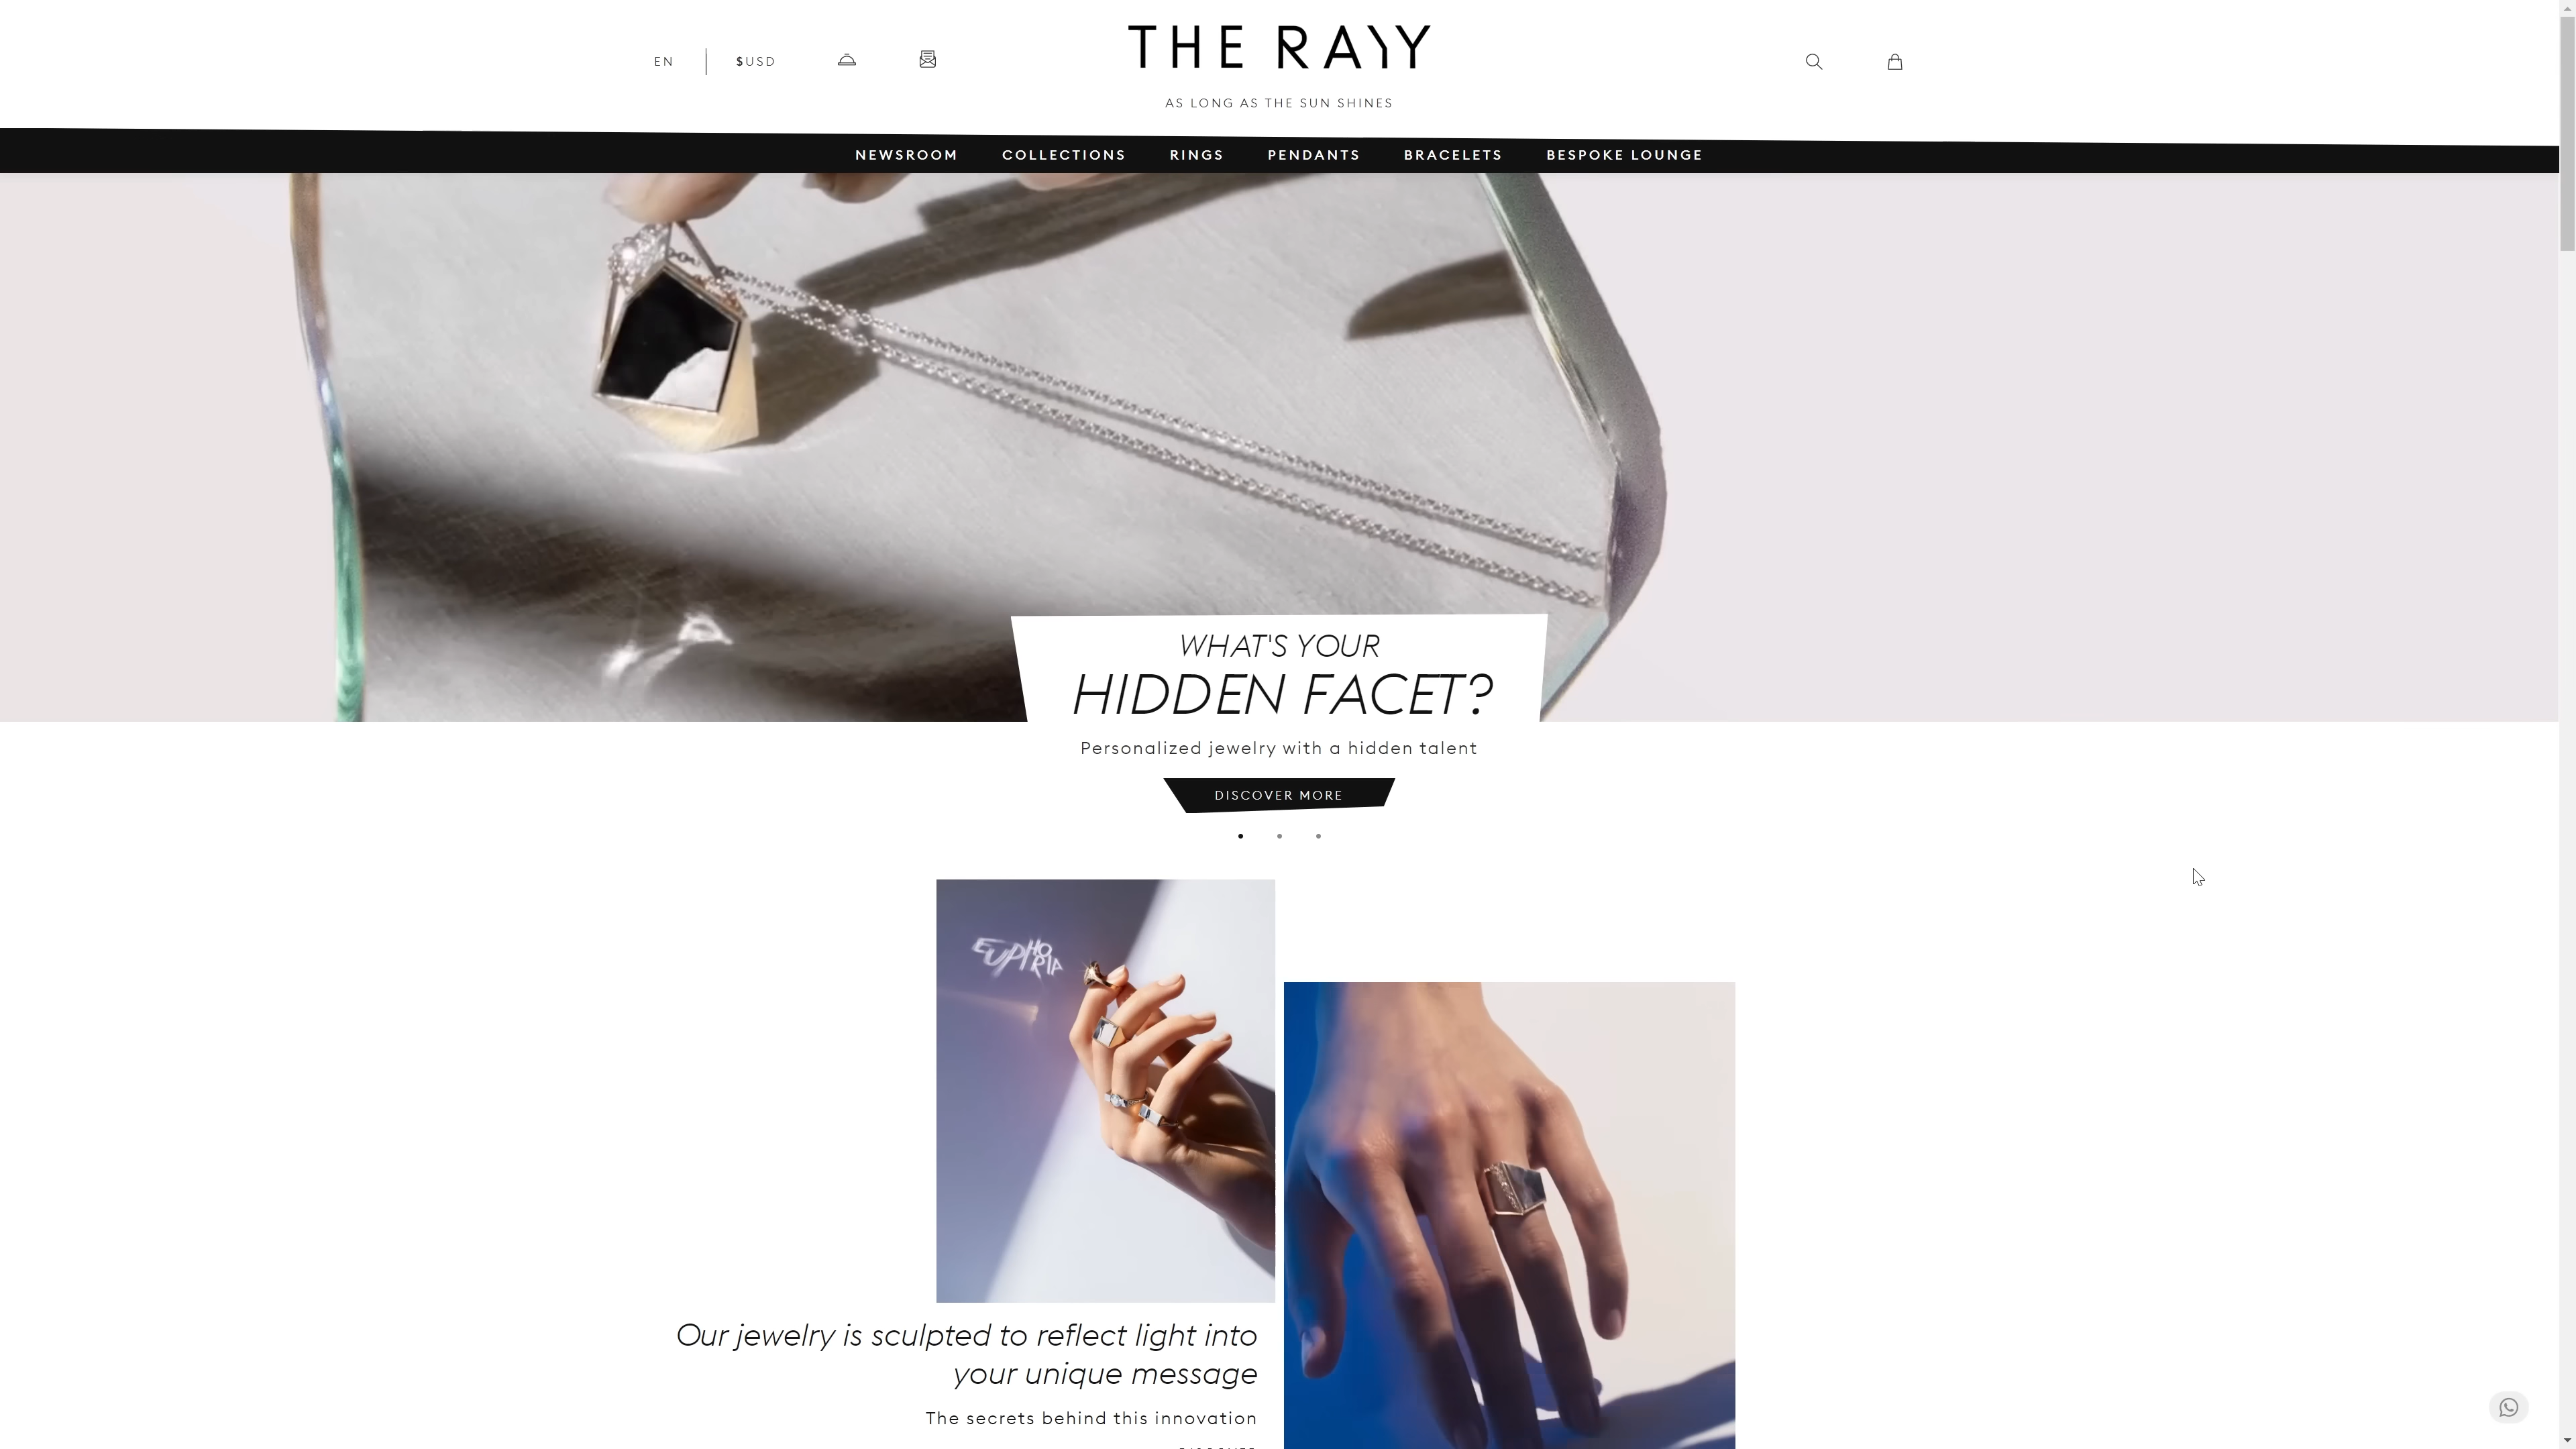 EN
$USD
THE RAYY
AS LONG AS THE SUN SHINES
NEWSROOM COLLECTIONS RINGS PENDANTS BRACELETS BESPOKE LOUNGE
WHAT'S YOUR
HIDDEN FACET?
Personalized jewelry with a hidden talent
DISCOVER MORE
EUPHORIA
Our jewelry is sculpted to reflect light into
your unique message
The secrets behind this innovation